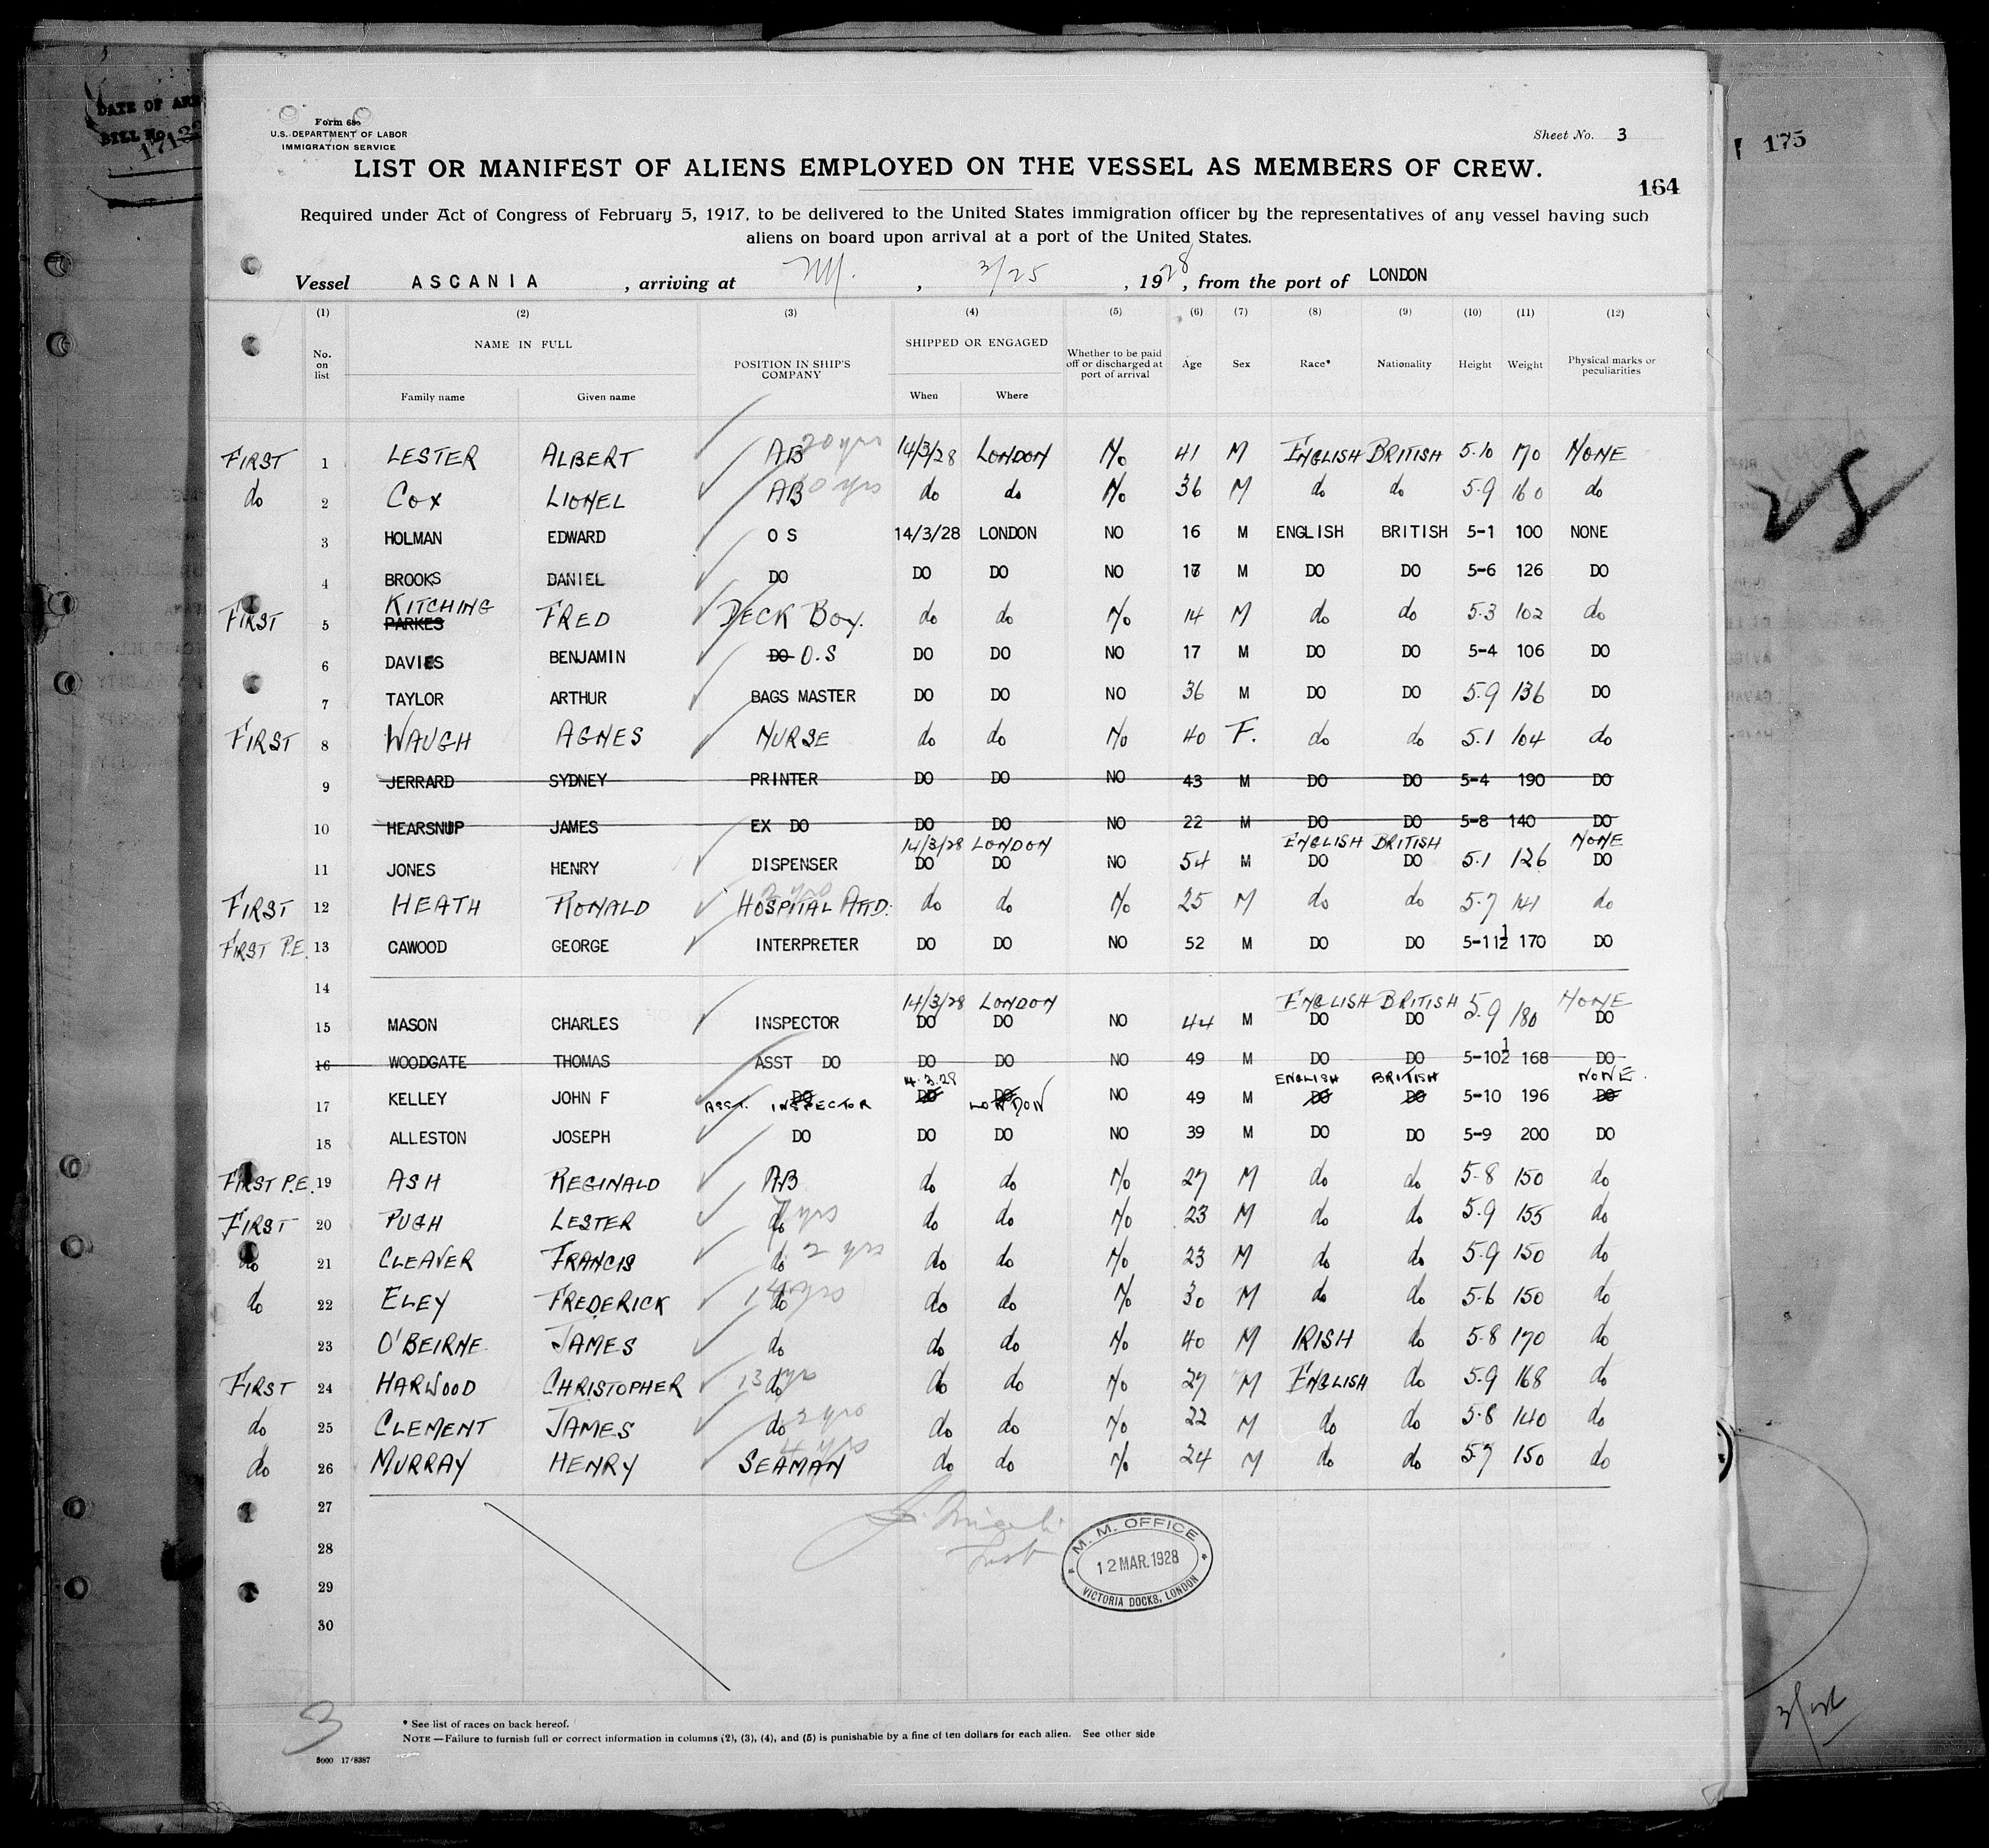 DATE OF
BILL NO.
175
Form 680
U.S. DEPARTMENT OF LABOR
IMMIGRATION SERVICE
Sheet No. 3
LIST OR MANIFEST OF ALIENS EMPLOYED ON THE VESSEL AS MEMBERS OF CREW.
164
Required under Act of Congress of February 5, 1917, to be delivered to the United States immigration officer by the representatives of any vessel having such
aliens on board upon arrival at a port of the United States.
Vessel ASCANIA , arriving at NY. , 3/25 , 1928 , from the port of LONDON
(1) (2) (3) (4) (5) (6) (7) (8) (9) (10) (11) (12)
No. on list NAME IN FULL POSITION IN SHIP'S COMPANY SHIPPED OR ENGAGED Whether to be paid off or discharged at port of arrival Age Sex Race* Nationality Height Weight Physical marks or peculiarities
Family name Given name When Where
FIRST 1 LESTER ALBERT AB 20 yrs 14/3/28 LONDON No 41 M ENGLISH BRITISH 5.10 170 NONE
do 2 COX LIONEL AB yrs do do No 36 M do do 5.9 160 do
3 HOLMAN EDWARD O S 14/3/28 LONDON NO 16 M ENGLISH BRITISH 5-1 100 NONE
4 BROOKS DANIEL DO DO DO NO 17 M DO DO 5-6 126 DO
FIRST 5 KITCHING PARKES FRED DECK BOY. do do No 14 M do do 5.3 102 do
6 DAVIES BENJAMIN DO O.S DO DO NO 17 M DO DO 5-4 106 DO
7 TAYLOR ARTHUR BAGS MASTER DO DO NO 36 M DO DO 5.9 136 DO
FIRST 8 WAUGH AGNES NURSE do do No 40 F. do do 5.1 104 do
9 JERRARD SYDNEY PRINTER DO DO NO 43 M DO DO 5-4 190 DO
10 HEARSNUP JAMES EX DO DO DO NO 22 M DO DO 5-8 140 DO
14/3/28 LONDON ENGLISH BRITISH NONE
11 JONES HENRY DISPENSER DO DO NO 54 M DO DO 5.1 126 DO
FIRST 12 HEATH RONALD 2 yrs HOSPITAL ATTD. do do No 25 M do do 5.7 141 do
FIRST P.E. 13 CAWOOD GEORGE INTERPRETER DO DO NO 52 M DO DO 5-11½ 170 DO
14
14/3/28 LONDON ENGLISH BRITISH NONE
15 MASON CHARLES INSPECTOR DO DO NO 44 M DO DO 5.9 180 DO
16 WOODGATE THOMAS ASST DO DO DO NO 49 M DO DO 5-10½ 168 DO
14.3.28 ENGLISH BRITISH NONE.
17 KELLEY JOHN F ASST. DO INSPECTOR DO DO LONDON NO 49 M DO DO 5-10 196 DO
18 ALLESTON JOSEPH DO DO DO NO 39 M DO DO 5-9 200 DO
FIRST P.E. 19 ASH REGINALD AB do do No 27 M do do 5.8 150 do
FIRST 20 PUGH LESTER do 7 yrs do do No 23 M do do 5.9 155 do
do 21 CLEAVER FRANCIS do 2 yrs do do No 23 M do do 5.9 150 do
do 22 ELEY FREDERICK do 14 yrs do do No 30 M do do 5.6 150 do
23 O'BEIRNE JAMES do do do No 40 M IRISH do 5.8 170 do
FIRST 24 HARWOOD CHRISTOPHER 13 yrs do do do No 27 M ENGLISH do 5.9 168 do
do 25 CLEMENT JAMES do 2 yrs do do No 22 M do do 5.8 140 do
do 26 MURRAY HENRY 4 yrs SEAMAN do do No 24 M do do 5.7 150 do
27
28
29
30
M. M. OFFICE
12 MAR. 1928
VICTORIA DOCKS, LONDON
3
* See list of races on back hereof.
NOTE.—Failure to furnish full or correct information in columns (2), (3), (4), and (5) is punishable by a fine of ten dollars for each alien. See other side
5000 17/8387